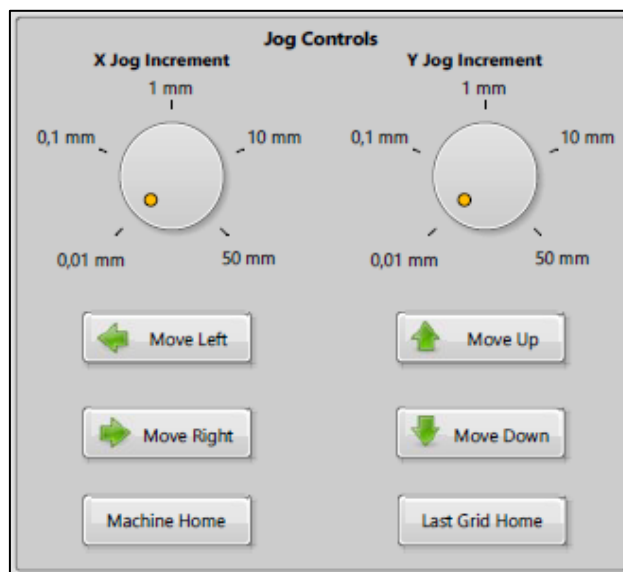 Jog Controls
X Jog Increment
1 mm
0,1 mm
10 mm
0,01 mm
50 mm
Y Jog Increment
1 mm
0,1 mm
10 mm
0,01 mm
50 mm
Move Left
Move Up
Move Right
Move Down
Machine Home
Last Grid Home